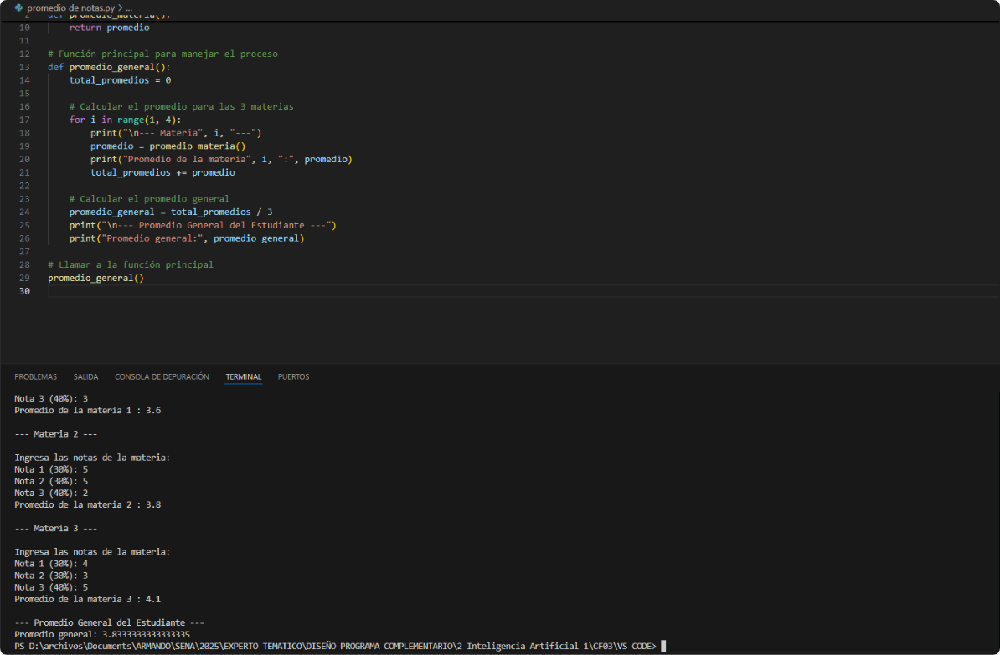 promedio de notas.py > ...
2 def promedio_materia():
10 return promedio
11
12 # Función principal para manejar el proceso
13 def promedio_general():
14 total_promedios = 0
15
16 # Calcular el promedio para las 3 materias
17 for i in range(1, 4):
18 print("\n--- Materia", i, "---")
19 promedio = promedio_materia()
20 print("Promedio de la materia", i, ":", promedio)
21 total_promedios += promedio
22
23 # Calcular el promedio general
24 promedio_general = total_promedios / 3
25 print("\n--- Promedio General del Estudiante ---")
26 print("Promedio general:", promedio_general)
27
28 # Llamar a la función principal
29 promedio_general()
30
PROBLEMAS SALIDA CONSOLA DE DEPURACIÓN TERMINAL PUERTOS
Nota 3 (40%): 3
Promedio de la materia 1 : 3.6
--- Materia 2 ---
Ingresa las notas de la materia:
Nota 1 (30%): 5
Nota 2 (30%): 5
Nota 3 (40%): 2
Promedio de la materia 2 : 3.8
--- Materia 3 ---
Ingresa las notas de la materia:
Nota 1 (30%): 4
Nota 2 (30%): 3
Nota 3 (40%): 5
Promedio de la materia 3 : 4.1
--- Promedio General del Estudiante ---
Promedio general: 3.8333333333333335
PS D:\archivos\Documents\ARMANDO\SENA\2025\EXPERTO TEMATICO\DISEÑO PROGRAMA COMPLEMENTARIO\2 Inteligencia Artificial 1\CF03\VS CODE>